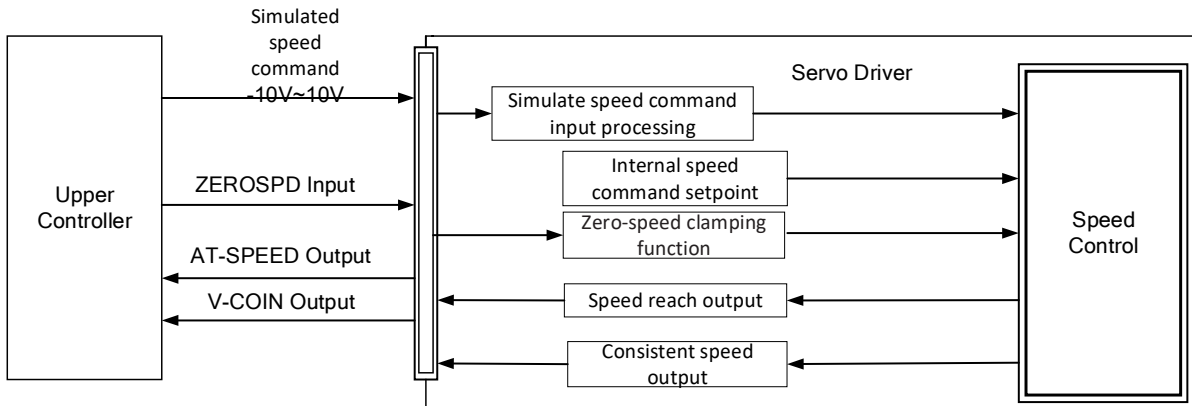 Simulated
speed
command
-10V~10V
Servo Driver
Simulate speed command
input processing
Internal speed
command setpoint
ZEROSPD Input
Upper
Controller
Zero-speed clamping
function
Speed
Control
AT-SPEED Output
V-COIN Output
Speed reach output
Consistent speed
output